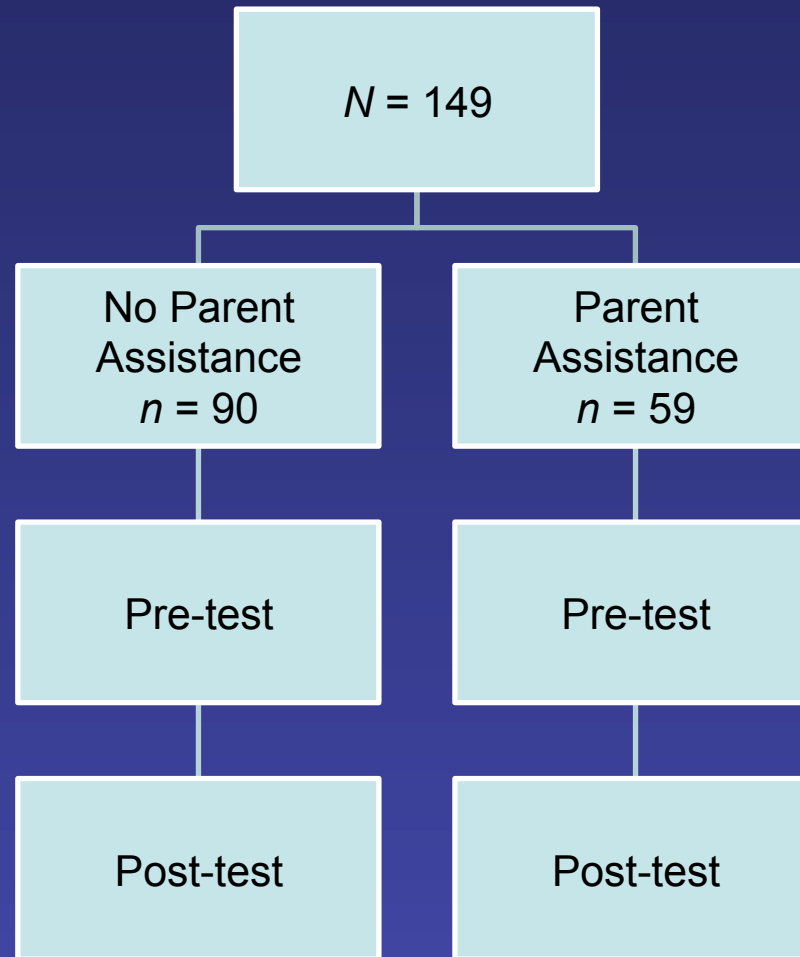 N = 149
No Parent
Assistance
n = 90
Parent
Assistance
n = 59
Pre-test
Pre-test
Post-test
Post-test